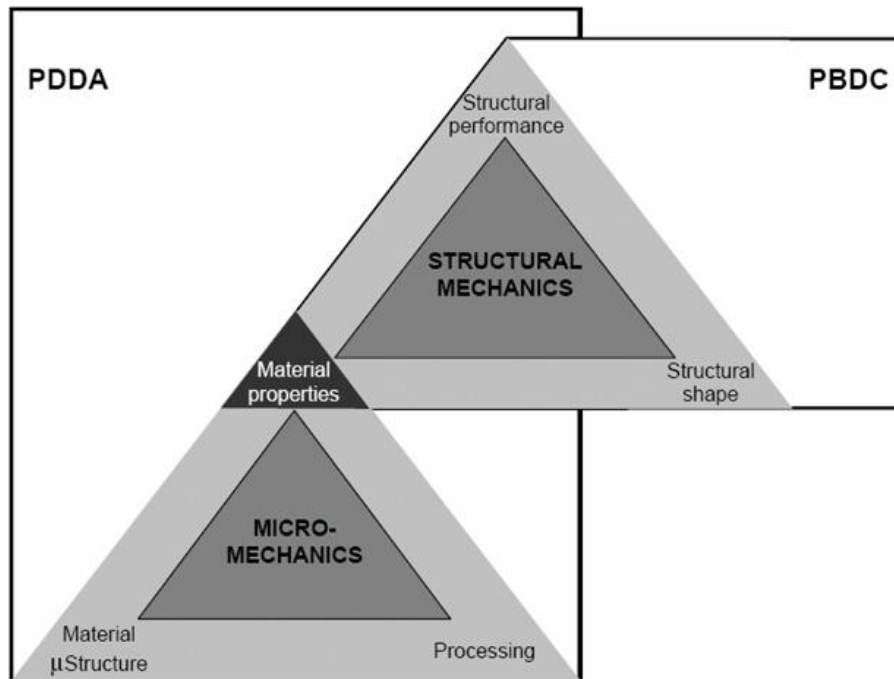 PDDA
PBDC
Structural
performance
STRUCTURAL
MECHANICS
Material
properties
Structural
shape
MICRO-
MECHANICS
Material
μStructure
Processing